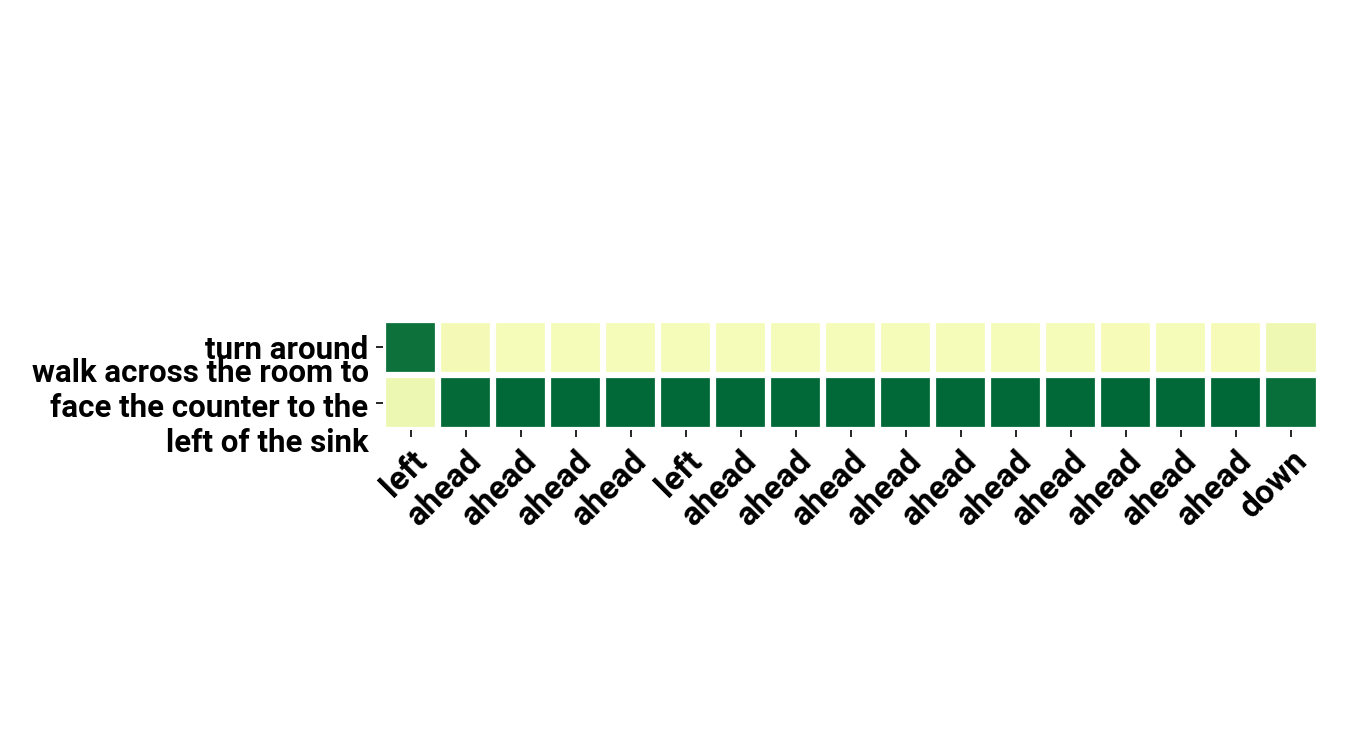 turn around
walk across the room to
face the counter to the
left of the sink
left
ahead
ahead
ahead
ahead
left
ahead
ahead
ahead
ahead
ahead
ahead
ahead
ahead
ahead
ahead
down